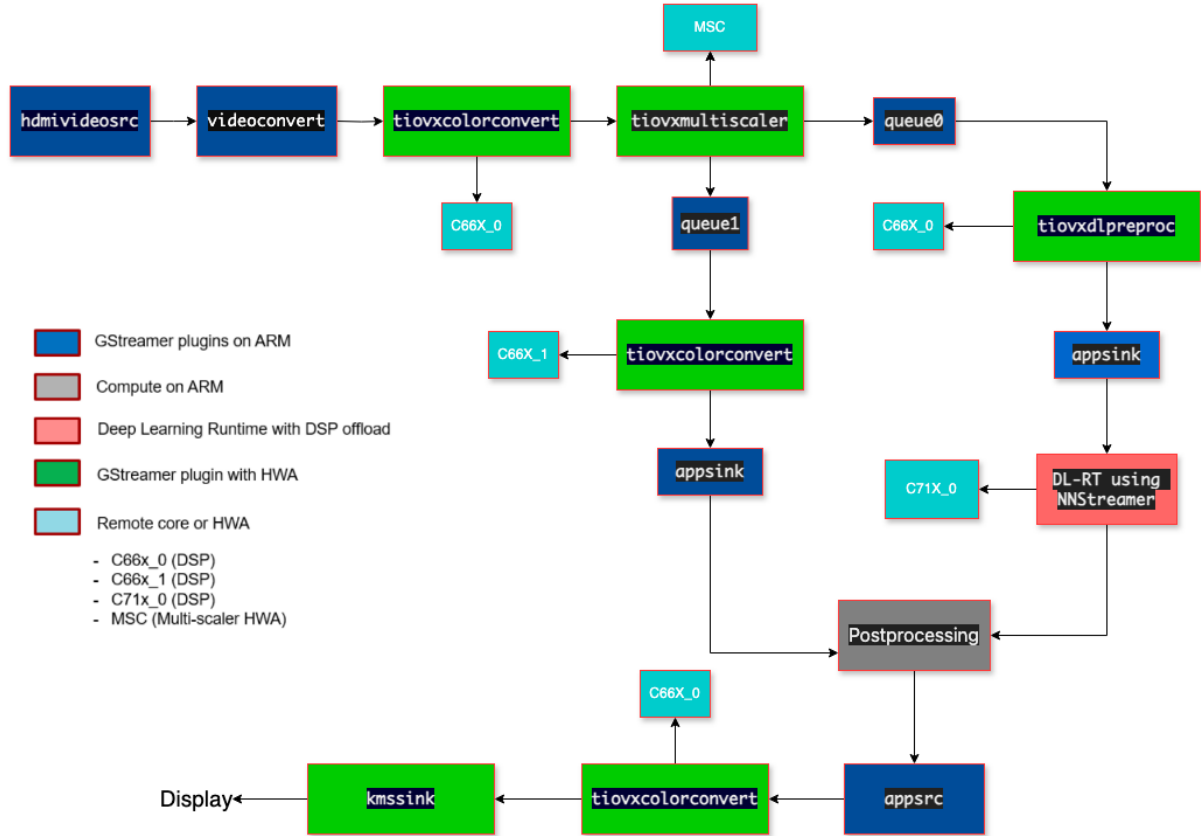 MSC
hdmivideosrc
videoconvert
tiovxcolorconvert
tiovxmultiscaler
queue0
C66X_0
queue1
C66X_0
tiovxdlpreproc
GStreamer plugins on ARM
C66X_1
tiovxcolorconvert
appsink
Compute on ARM
Deep Learning Runtime with DSP offload
GStreamer plugin with HWA
appsink
C71X_0
DL-RT using
NNStreamer
Remote core or HWA
- C66x_0 (DSP)
- C66x_1 (DSP)
- C71x_0 (DSP)
- MSC (Multi-scaler HWA)
Postprocessing
C66X_0
Display
kmssink
tiovxcolorconvert
appsrc